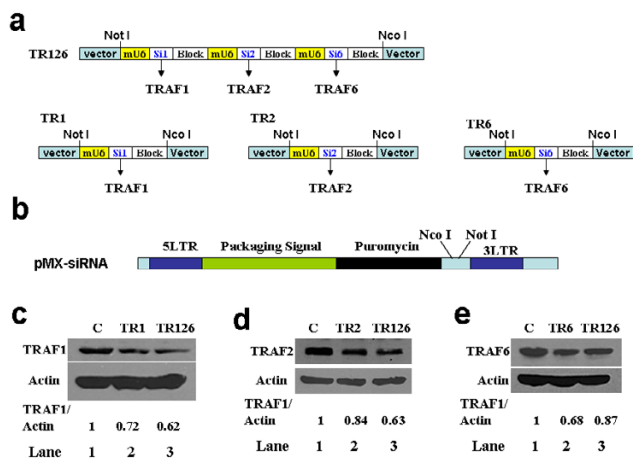 a
Not I Nco I
TR126 vector mU6 Si1 Block mU6 Si2 Block mU6 Si6 Block Vector
TRAF1 TRAF2 TRAF6
TR1 TR2 TR6
Not I Nco I Not I Nco I Not I Nco I
vector mU6 Si1 Block Vector vector mU6 Si2 Block Vector vector mU6 Si6 Block Vector
TRAF1 TRAF2 TRAF6
b
Nco I Not I
5LTR Packaging Signal Puromycin 3LTR
pMX-siRNA
c
C TR1 TR126
TRAF1
Actin
TRAF1/
Actin 1 0.72 0.62
Lane 1 2 3
d
C TR2 TR126
TRAF2
Actin
TRAF1/
Actin 1 0.84 0.63
Lane 1 2 3
e
C TR6 TR126
TRAF6
Actin
TRAF1/
Actin 1 0.68 0.87
Lane 1 2 3